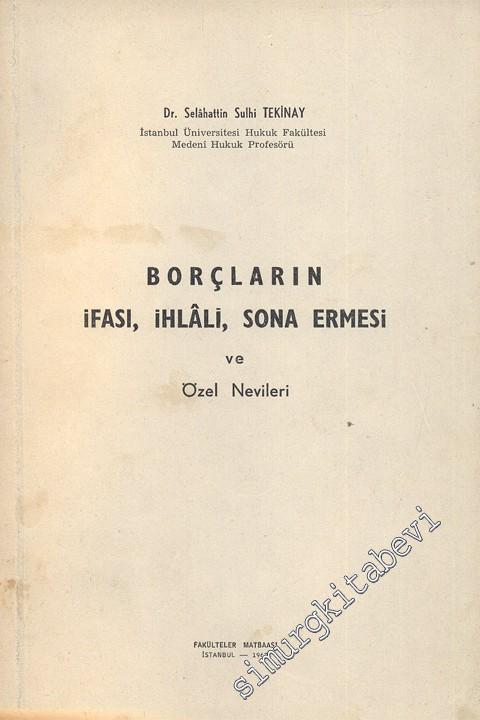 Dr. Selâhattin Sulhi TEKİNAY
İstanbul Üniversitesi Hukuk Fakültesi
Medenî Hukuk Profesörü
BORÇLARIN
İFASI, İHLÂLİ, SONA ERMESİ
ve
Özel Nevileri
FAKÜLTELER MATBAASI
İSTANBUL —
simurgkitabevi